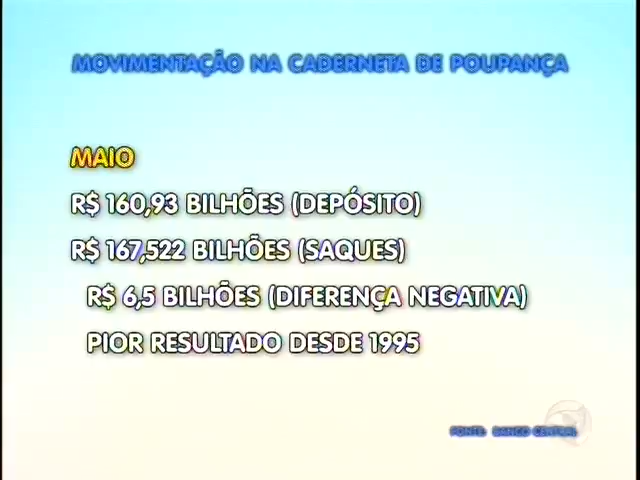 MOVIMENTAÇÃO NA CADERNETA DE POUPANÇA
MAIO
R$ 160,93 BILHÕES (DEPÓSITO)
R$ 167,522 BILHÕES (SAQUES)
R$ 6,5 BILHÕES (DIFERENÇA NEGATIVA)
PIOR RESULTADO DESDE 1995
FONTE: BANCO CENTRAL